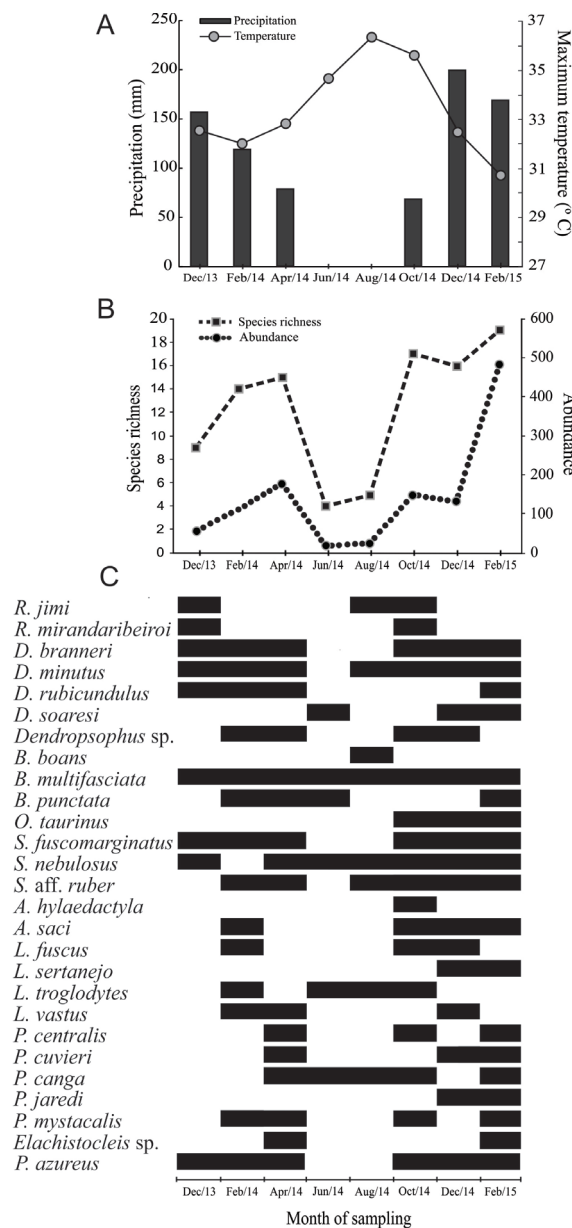 A
Precipitation
Temperature
Precipitation (mm)
250
200
150
100
50
0
37
35
33
31
29
27
Maximum temperature (º C)
Dec/13 Feb/14 Apr/14 Jun/14 Aug/14 Oct/14 Dec/14 Feb/15
B
Species richness
Abundance
Species richness
20
18
16
14
12
10
8
6
4
2
0
600
500
400
300
200
100
0
Abundance
Dec/13 Feb/14 Apr/14 Jun/14 Aug/14 Oct/14 Dec/14 Feb/15
C
R. jimi
R. mirandaribeiroi
D. branneri
D. minutus
D. rubicundulus
D. soaresi
Dendropsophus sp.
B. boans
B. multifasciata
B. punctata
O. taurinus
S. fuscomarginatus
S. nebulosus
S. aff. ruber
A. hylaedactyla
A. saci
L. fuscus
L. sertanejo
L. troglodytes
L. vastus
P. centralis
P. cuvieri
P. canga
P. jaredi
P. mystacalis
Elachistocleis sp.
P. azureus
Dec/13 Feb/14 Apr/14 Jun/14 Aug/14 Oct/14 Dec/14 Feb/15
Month of sampling